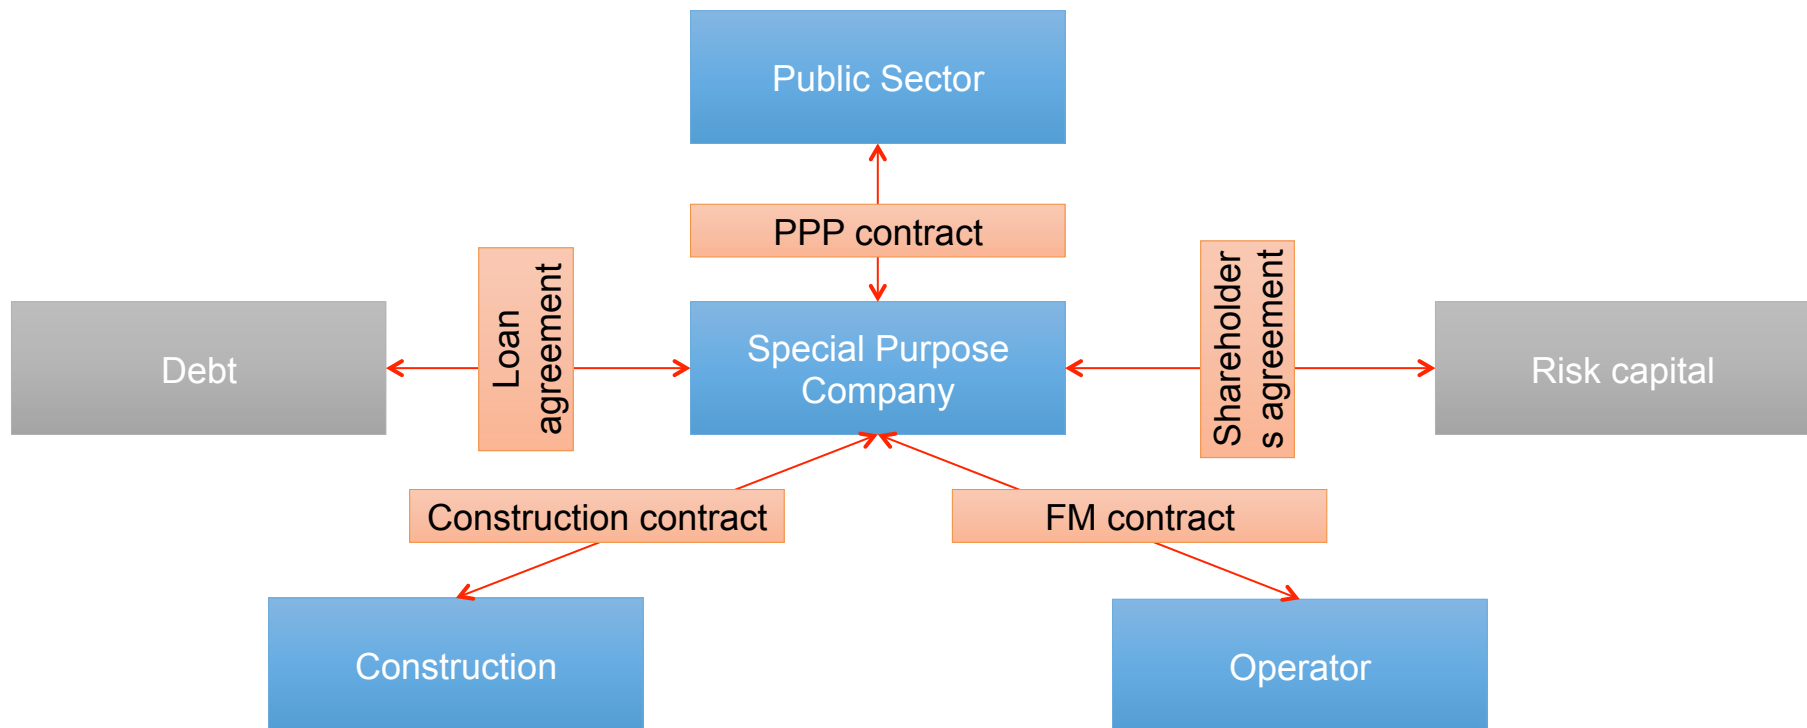 Public Sector
PPP contract
Loan
agreement
Shareholder
s agreement
Debt
Special Purpose
Company
Risk capital
Construction contract
FM contract
Construction
Operator